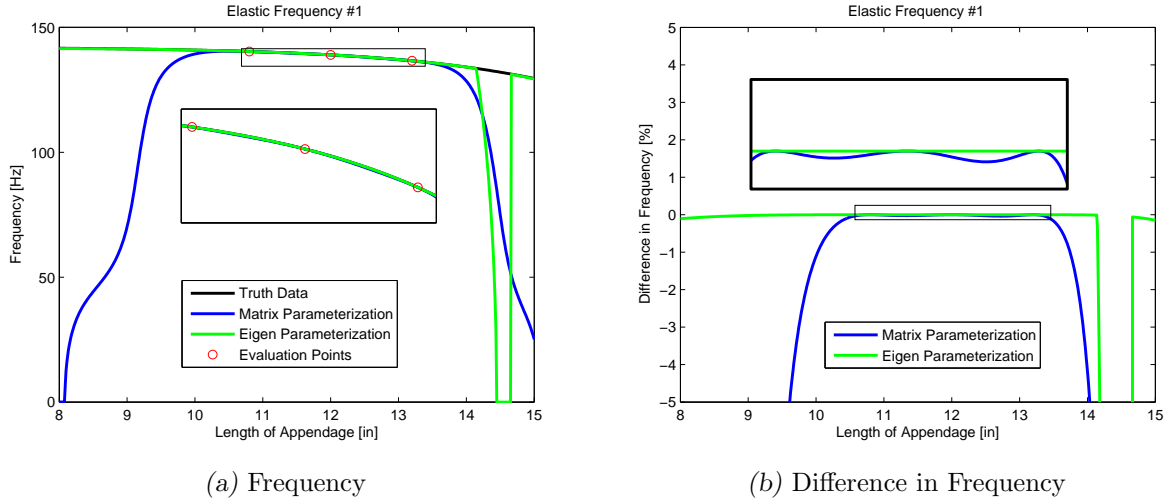 Elastic Frequency #1
150
100
50
0
Frequency [Hz]
Truth Data
Matrix Parameterization
Eigen Parameterization
Evaluation Points
8 9 10 11 12 13 14 15
Length of Appendage [in]
(a) Frequency
Elastic Frequency #1
5
4
3
2
1
0
−1
−2
−3
−4
−5
Difference in Frequency [%]
Matrix Parameterization
Eigen Parameterization
8 9 10 11 12 13 14 15
Length of Appendage [in]
(b) Difference in Frequency